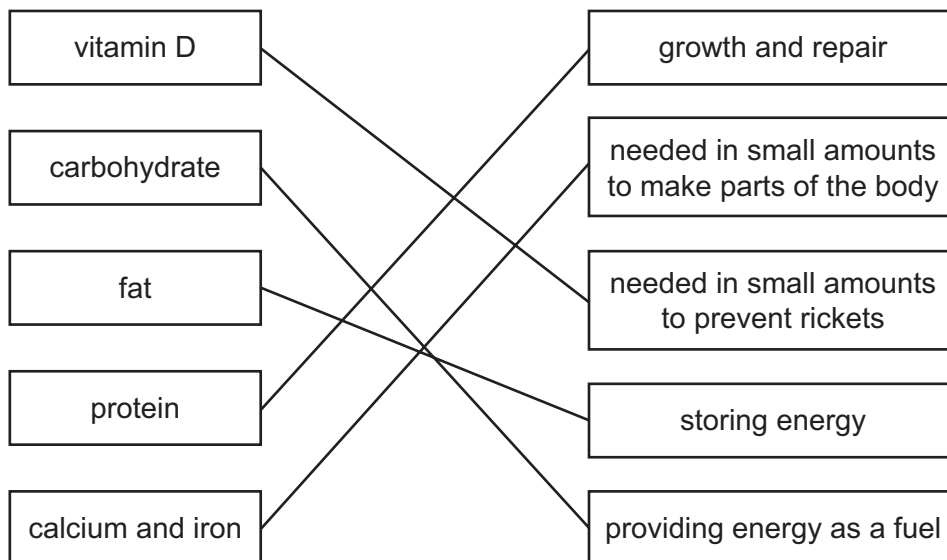 vitamin D
carbohydrate
fat
protein
calcium and iron
growth and repair
needed in small amounts
to make parts of the body
needed in small amounts
to prevent rickets
storing energy
providing energy as a fuel